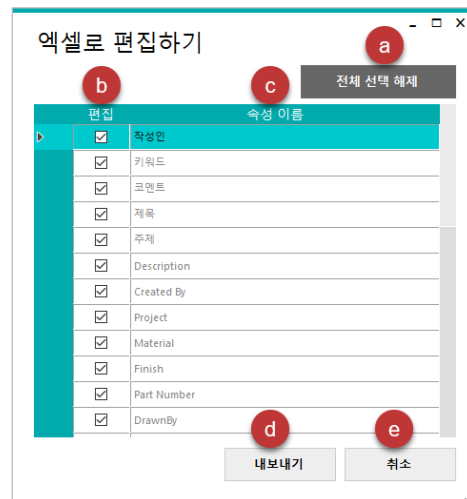 엑셀로 편집하기
a
전체 선택 해제
b
c
편집 속성 이름
작성인
키워드
코멘트
제목
주제
Description
Created By
Project
Material
Finish
Part Number
DrawnBy
d
e
내보내기 취소